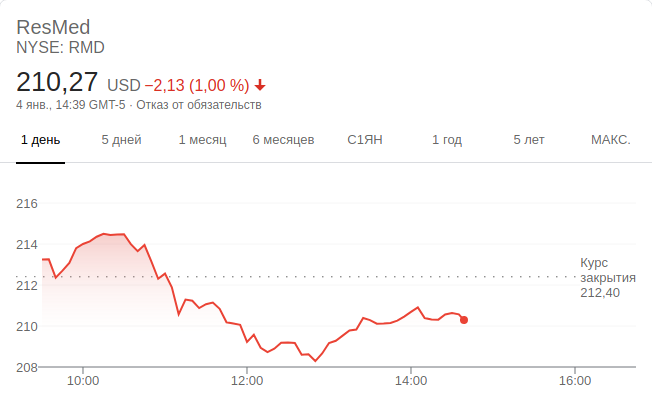 ResMed
NYSE: RMD
210,27 USD −2,13 (1,00 %)
4 янв., 14:39 GMT-5 · Отказ от обязательств
1 день 5 дней 1 месяц 6 месяцев С1ЯН 1 год 5 лет МАКС.
216
214
Курс
закрытия
212,40
212
210
208
10:00 12:00 14:00 16:00